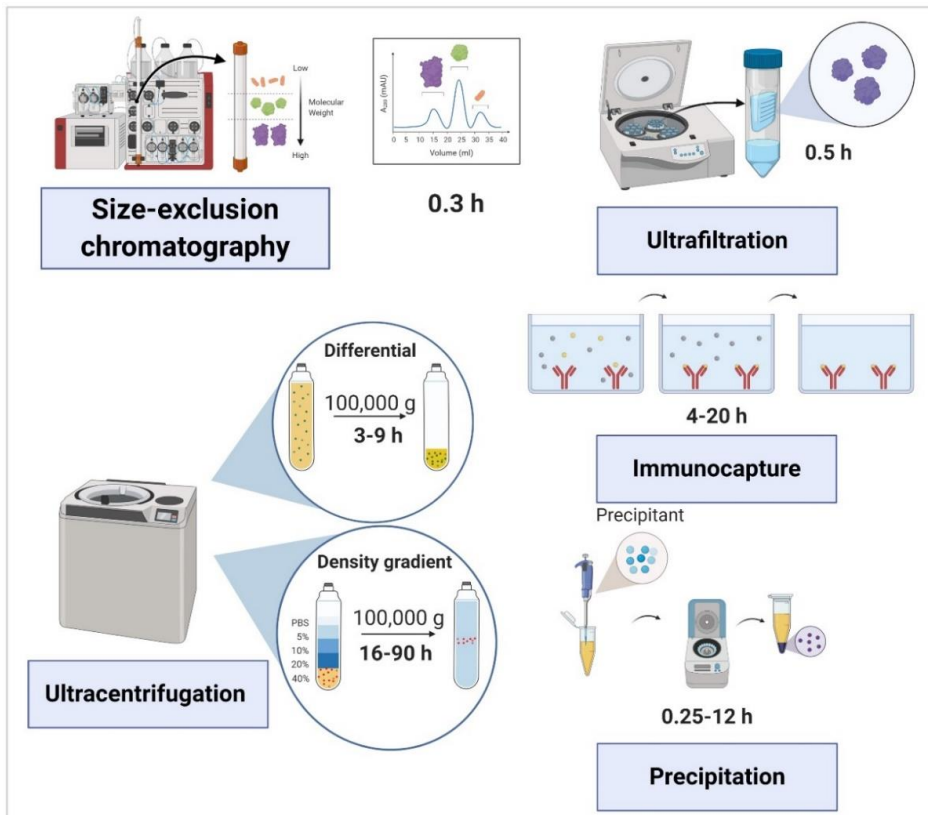 Low
Molecular
Weight
High
A₂₈₀ (mAU)
0 5 10 15 20 25 30 35 40
Volume (ml)
0.3 h
Size-exclusion
chromatography
0.5 h
Ultrafiltration
Differential
100,000 g
3-9 h
4-20 h
Immunocapture
Density gradient
PBS
5%
10%
20%
40%
100,000 g
16-90 h
Ultracentrifugation
Precipitant
0.25-12 h
Precipitation